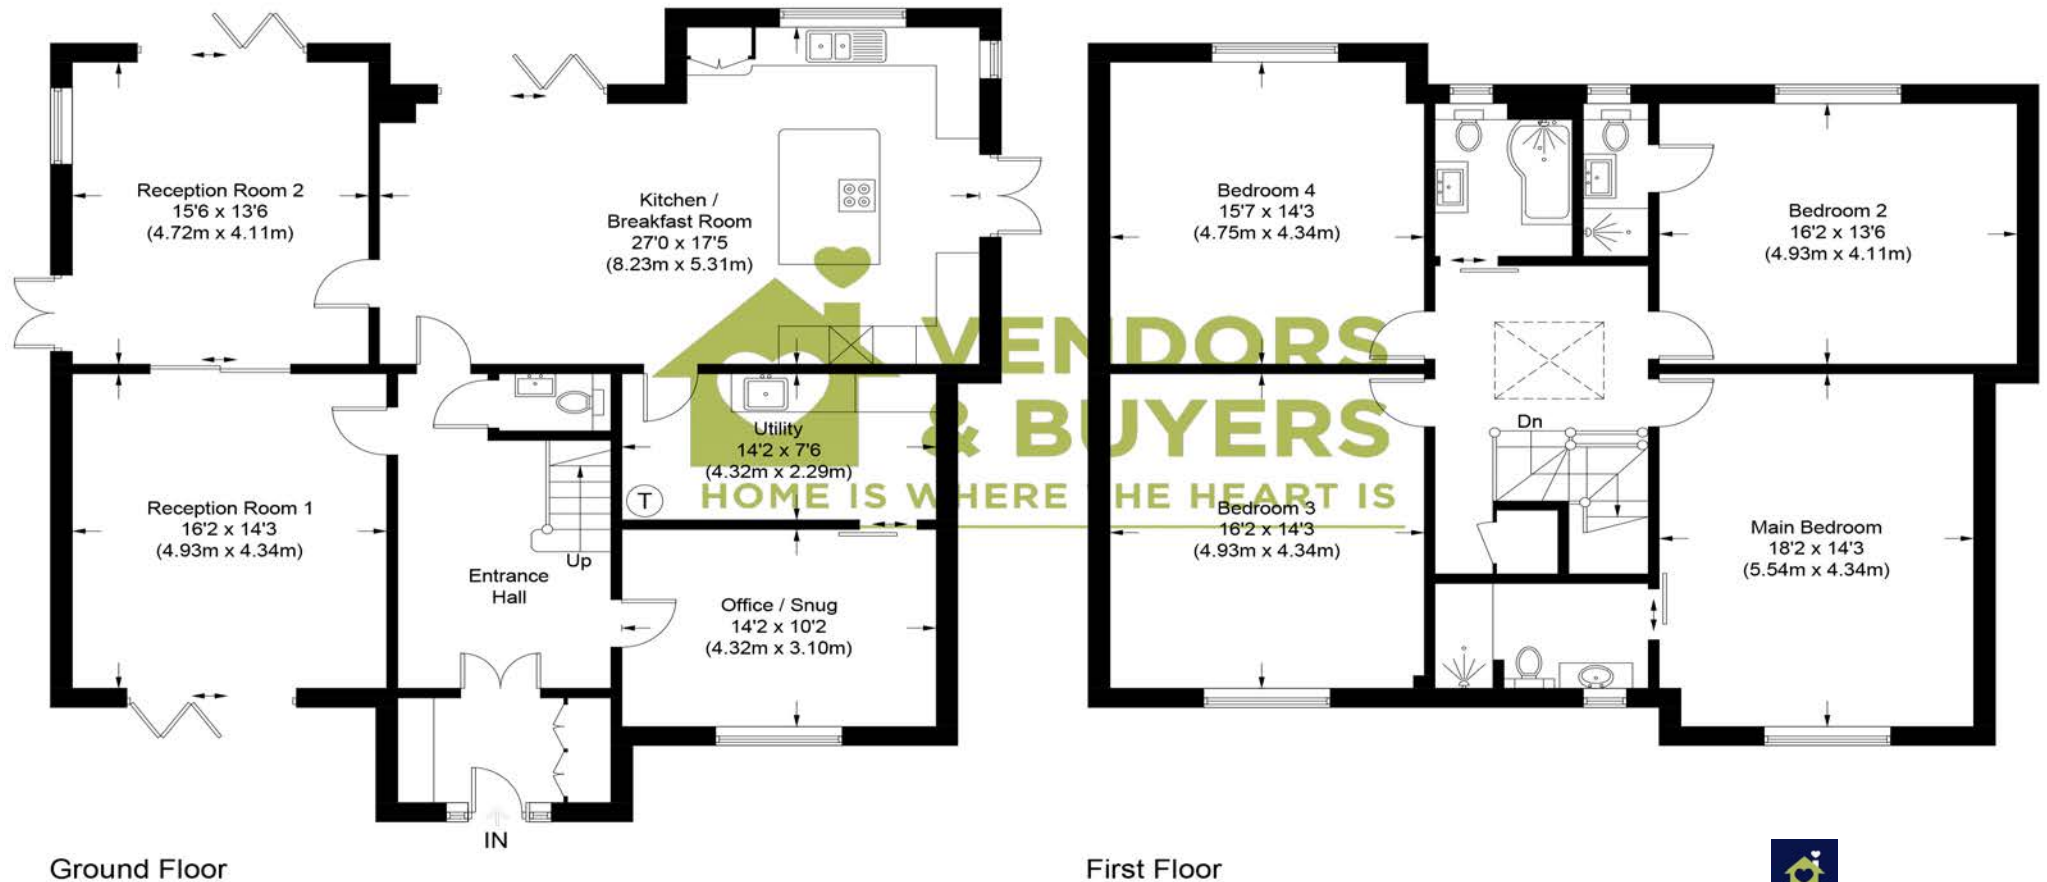 Reception Room 2
15'6 x 13'6
(4.72m x 4.11m)
Kitchen /
Breakfast Room
27'0 x 17'5
(8.23m x 5.31m)
Utility
14'2 x 7'6
(4.32m x 2.29m)
T
Reception Room 1
16'2 x 14'3
(4.93m x 4.34m)
Up
Entrance
Hall
Office / Snug
14'2 x 10'2
(4.32m x 3.10m)
IN
Ground Floor
Bedroom 4
15'7 x 14'3
(4.75m x 4.34m)
Bedroom 2
16'2 x 13'6
(4.93m x 4.11m)
Dn
Bedroom 3
16'2 x 14'3
(4.93m x 4.34m)
Main Bedroom
18'2 x 14'3
(5.54m x 4.34m)
First Floor
VENDORS
& BUYERS
HOME IS WHERE THE HEART IS